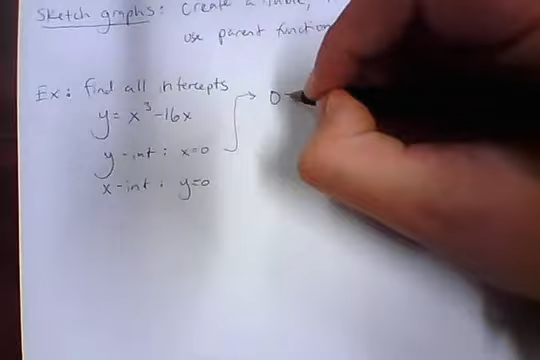 Sketch graphs: Create a table,
use parent function
Ex: find all intercepts
y = x³ -16x
y-int: x=0
0
x-int: y=0